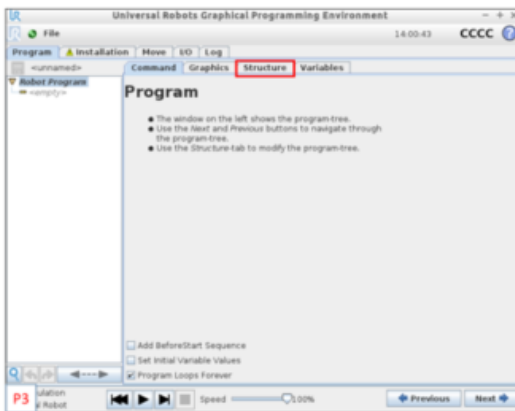 Universal Robots Graphical Programming Environment
File 14:00:43 CCCC ?
Program Installation Move I/O Log
<unnamed> Command Graphics Structure Variables
Robot Program
<empty>
Program
The window on the left shows the program-tree.
Use the Next and Previous buttons to navigate through
the program-tree.
Use the Structure-tab to modify the program-tree.
Add BeforeStart Sequence
Set Initial Variable Values
Program Loops Forever
P3 ulation
Robot
Speed 100% Previous Next